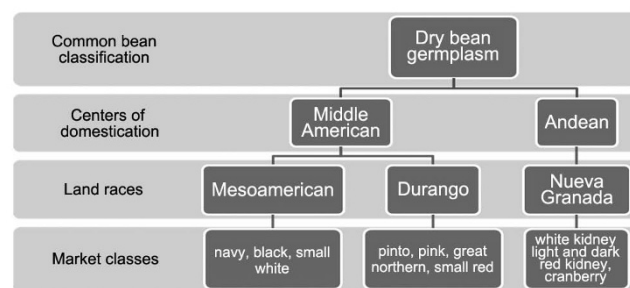 Common bean
classification
Dry bean
germplasm
Centers of
domestication
Middle
American
Andean
Land races
Mesoamerican
Durango
Nueva
Granada
Market classes
navy, black, small
white
pinto, pink, great
northern, small red
white kidney
light and dark
red kidney,
cranberry